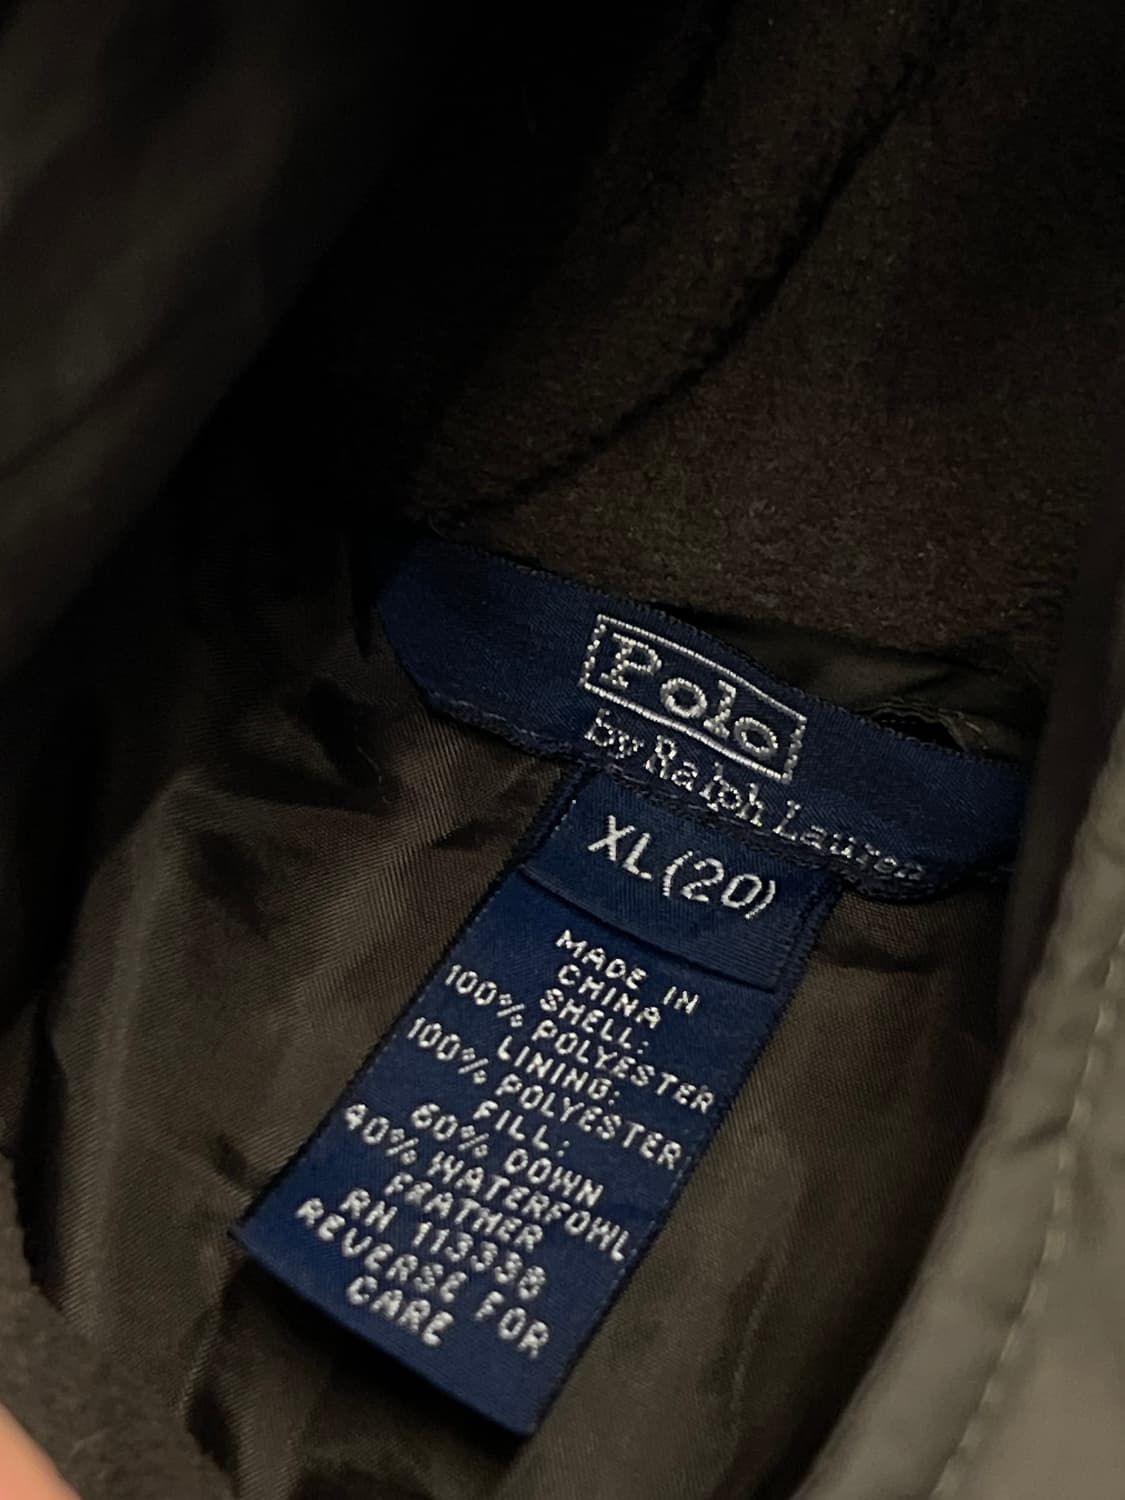 Polo
by Ralph Lauren
XL (20)
MADE IN
CHINA
SHELL:
100% POLYESTER
LINING:
100% POLYESTER
FILL:
60% DOWN
40% WATERFOWL
FEATHER
RN 113338
REVERSE FOR
CARE